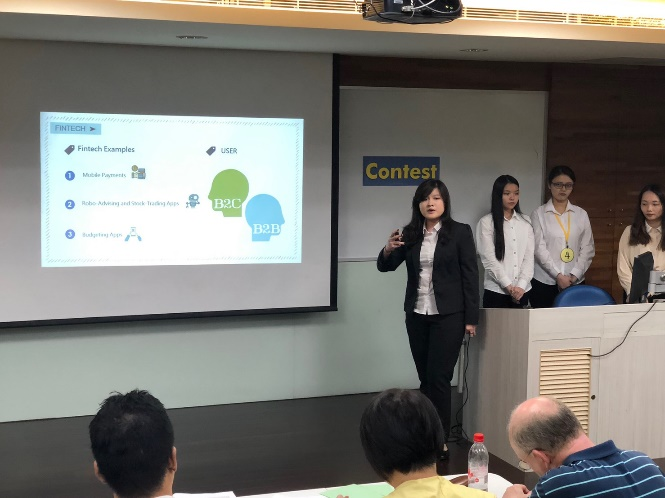 FINTECH
Fintech Examples
USER
1 Mobile Payments
2 Robo-Advising and Stock-Trading Apps
3 Budgeting Apps
B2C
B2B
Contest
4